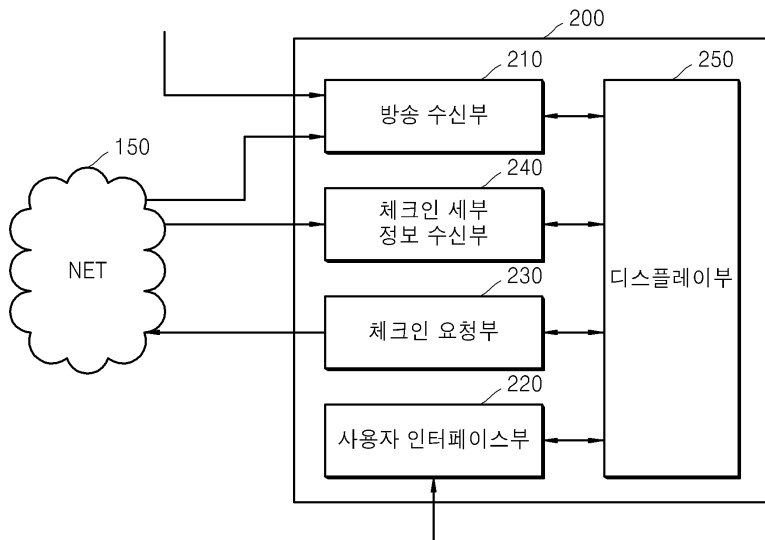 200
210
250
방송 수신부
150
240
체크인 세부
정보 수신부
NET
디스플레이부
230
체크인 요청부
220
사용자 인터페이스부